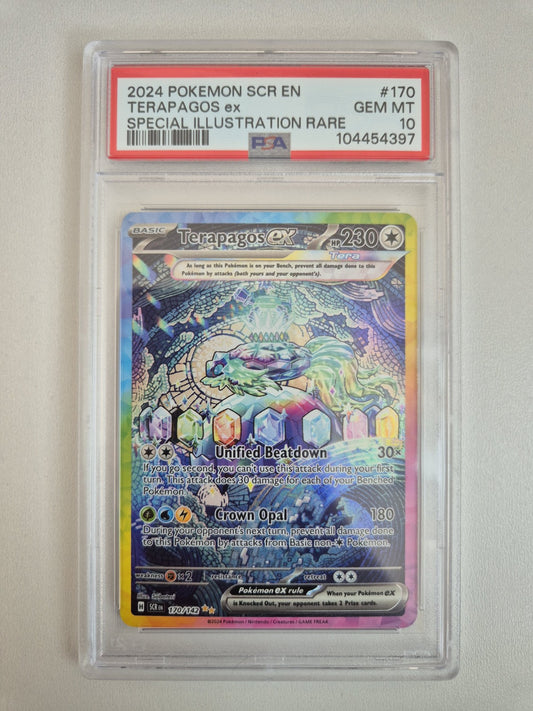 2024 POKEMON SCR EN #170
TERAPAGOS ex GEM MT
SPECIAL ILLUSTRATION RARE 10
PSA 104454397
BASIC Terapagos ex HP 230
Tera
As long as this Pokémon is on your Bench, prevent all damage done to this
Pokémon by attacks (both yours and your opponent's).
Unified Beatdown 30×
If you go second, you can't use this attack during your first
turn. This attack does 30 damage for each of your Benched
Pokémon.
Crown Opal 180
During your opponent's next turn, prevent all damage done
to this Pokémon by attacks from Basic non- Pokémon.
weakness ×2 resistance retreat
Pokémon ex rule When your Pokémon ex
is Knocked Out, your opponent takes 2 Prize cards.
Illus.
H SCR EN 170/142
©2024 Pokémon / Nintendo / Creatures / GAME FREAK